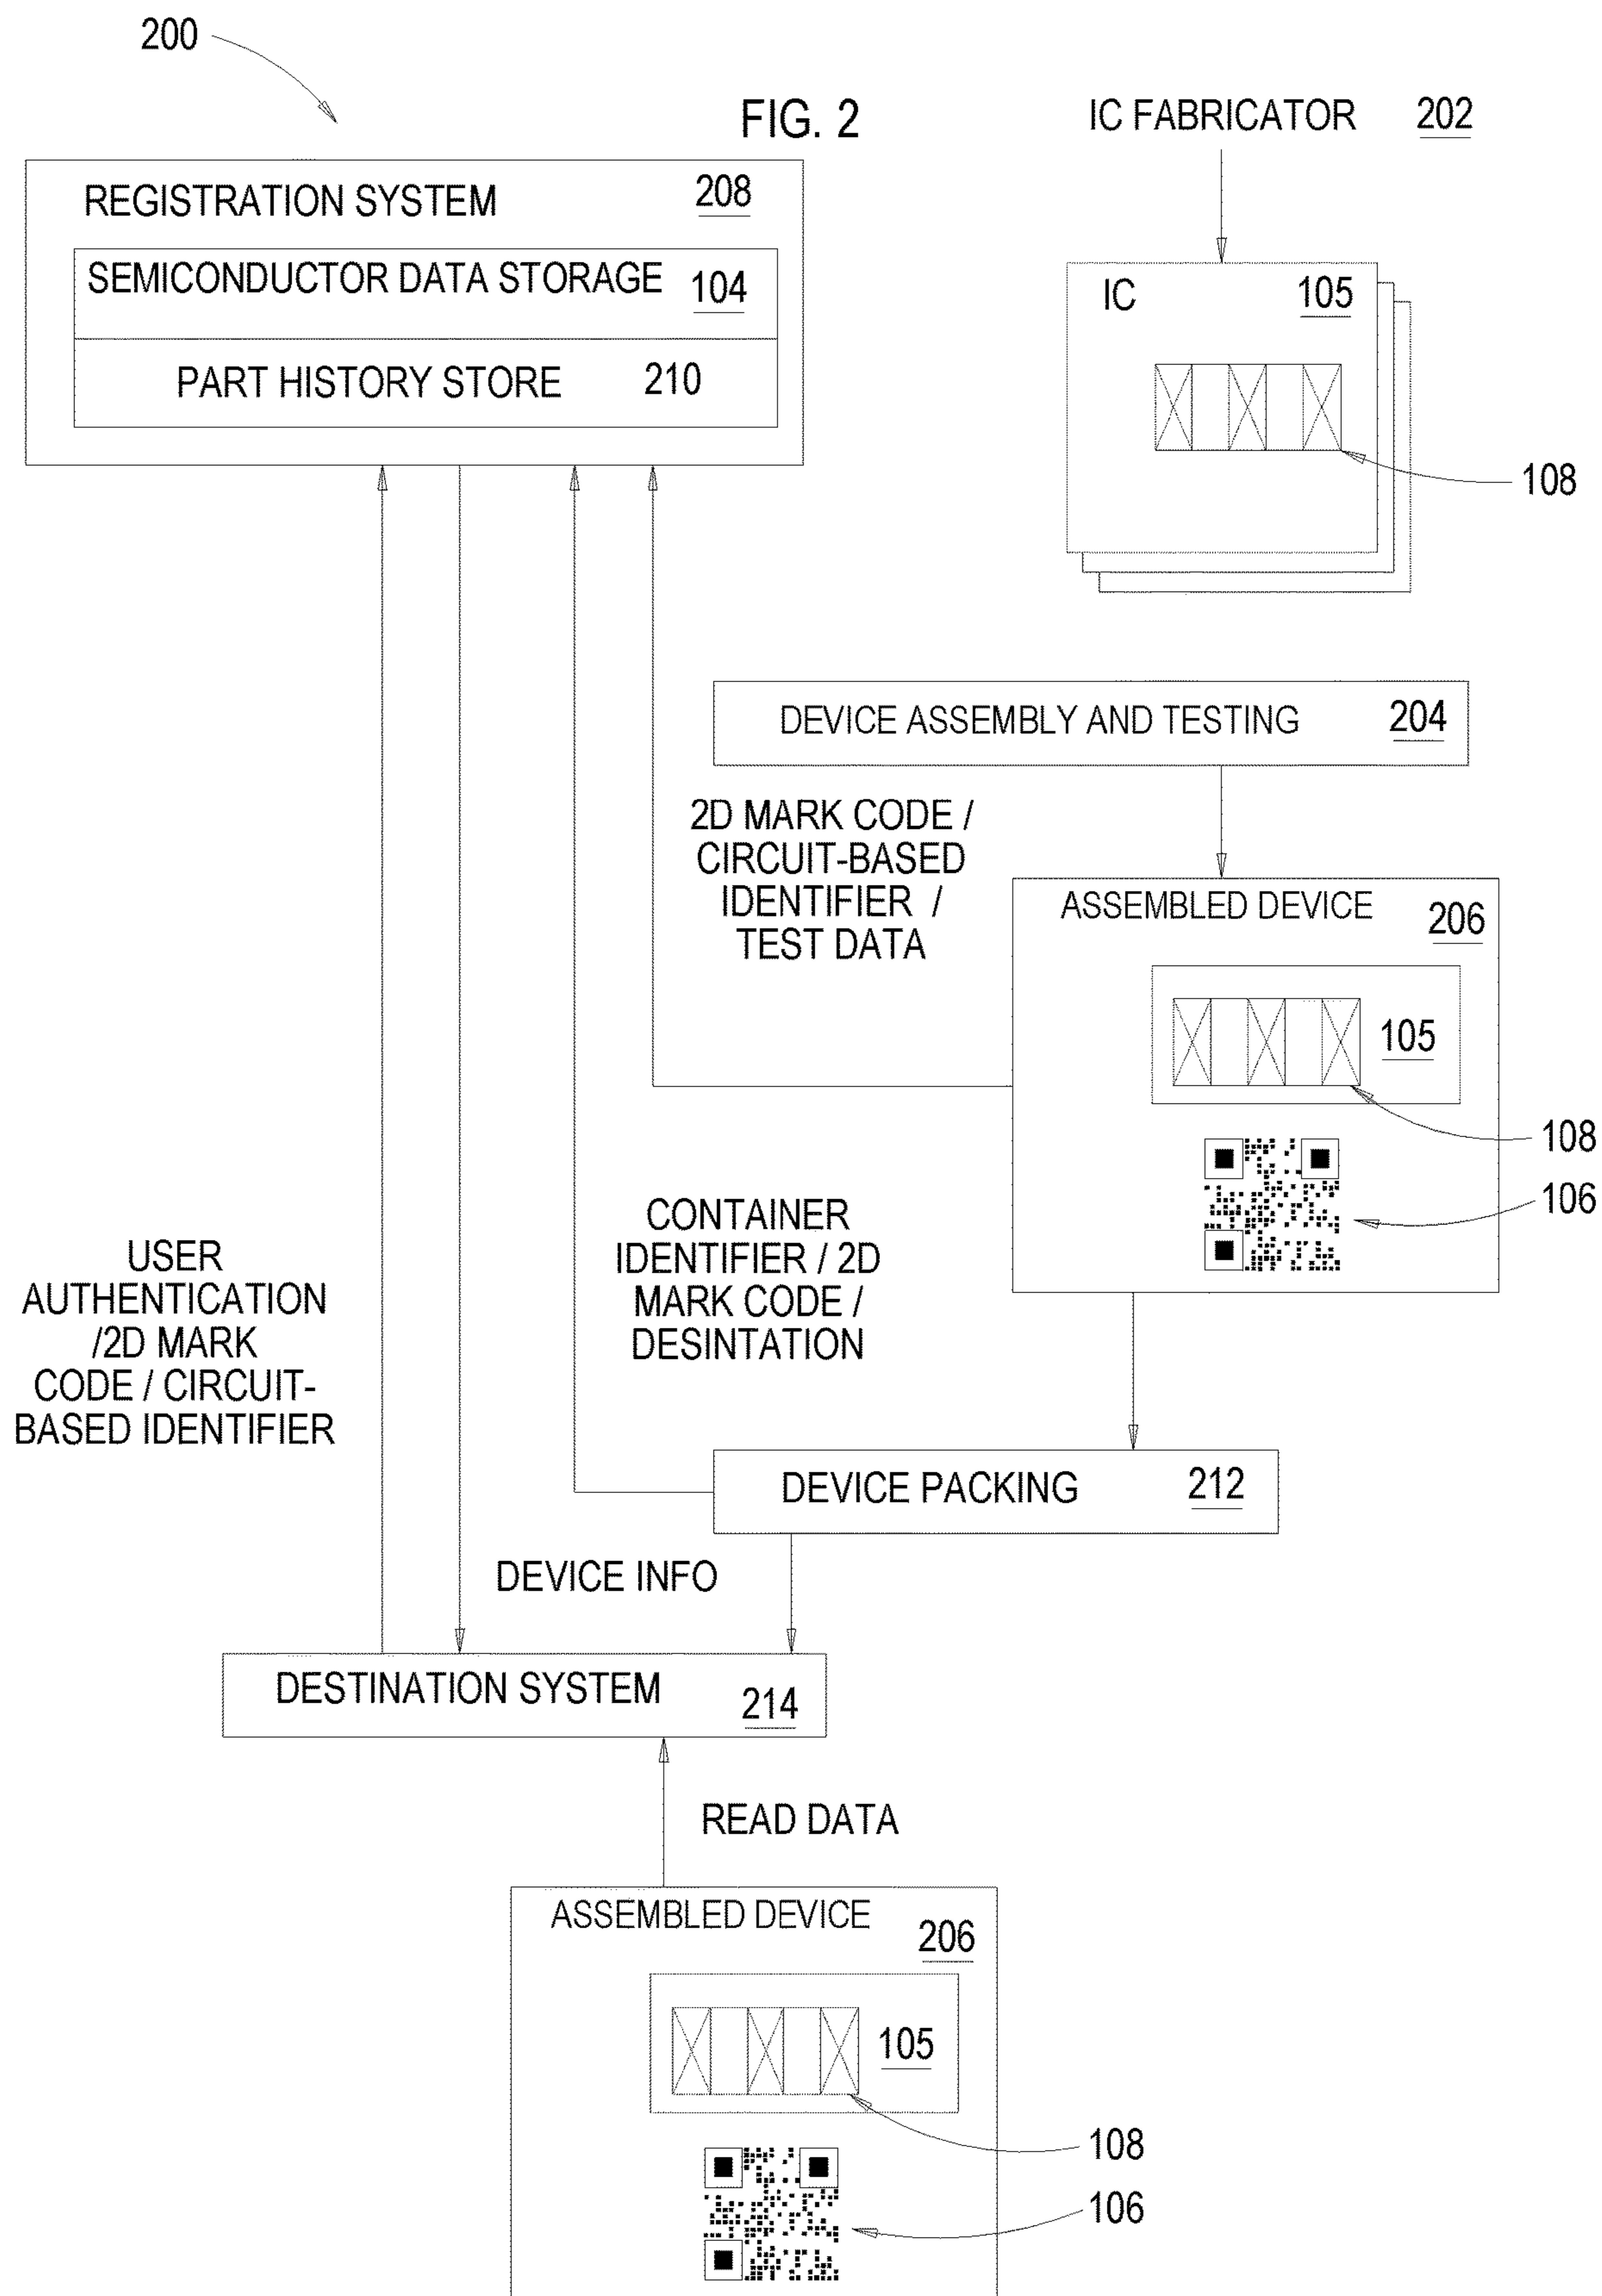 200
FIG. 2
IC FABRICATOR 202
REGISTRATION SYSTEM 208
SEMICONDUCTOR DATA STORAGE 104
PART HISTORY STORE 210
IC 105
108
DEVICE ASSEMBLY AND TESTING 204
2D MARK CODE /
CIRCUIT-BASED
IDENTIFIER /
TEST DATA
ASSEMBLED DEVICE 206
105
108
106
CONTAINER
IDENTIFIER / 2D
MARK CODE /
DESINTATION
USER
AUTHENTICATION
/2D MARK
CODE / CIRCUIT-
BASED IDENTIFIER
DEVICE PACKING 212
DEVICE INFO
DESTINATION SYSTEM 214
READ DATA
ASSEMBLED DEVICE 206
105
108
106